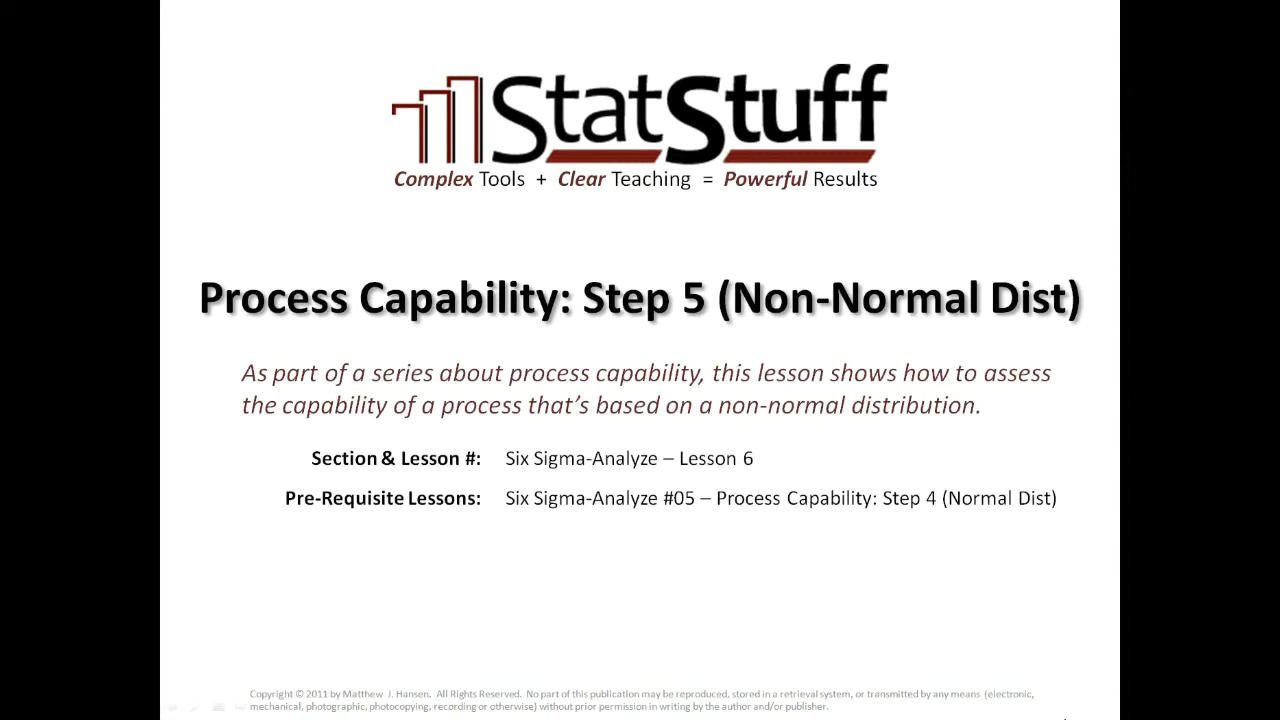 StatStuff
Complex Tools + Clear Teaching = Powerful Results
Process Capability: Step 5 (Non-Normal Dist)
As part of a series about process capability, this lesson shows how to assess
the capability of a process that's based on a non-normal distribution.
Section & Lesson #: Six Sigma-Analyze – Lesson 6
Pre-Requisite Lessons: Six Sigma-Analyze #05 – Process Capability: Step 4 (Normal Dist)
Copyright © 2011 by Matthew J. Hansen. All Rights Reserved. No part of this publication may be reproduced, stored in a retrieval system, or transmitted by any means (electronic,
mechanical, photographic, photocopying, recording or otherwise) without prior permission in writing by the author and/or publisher.